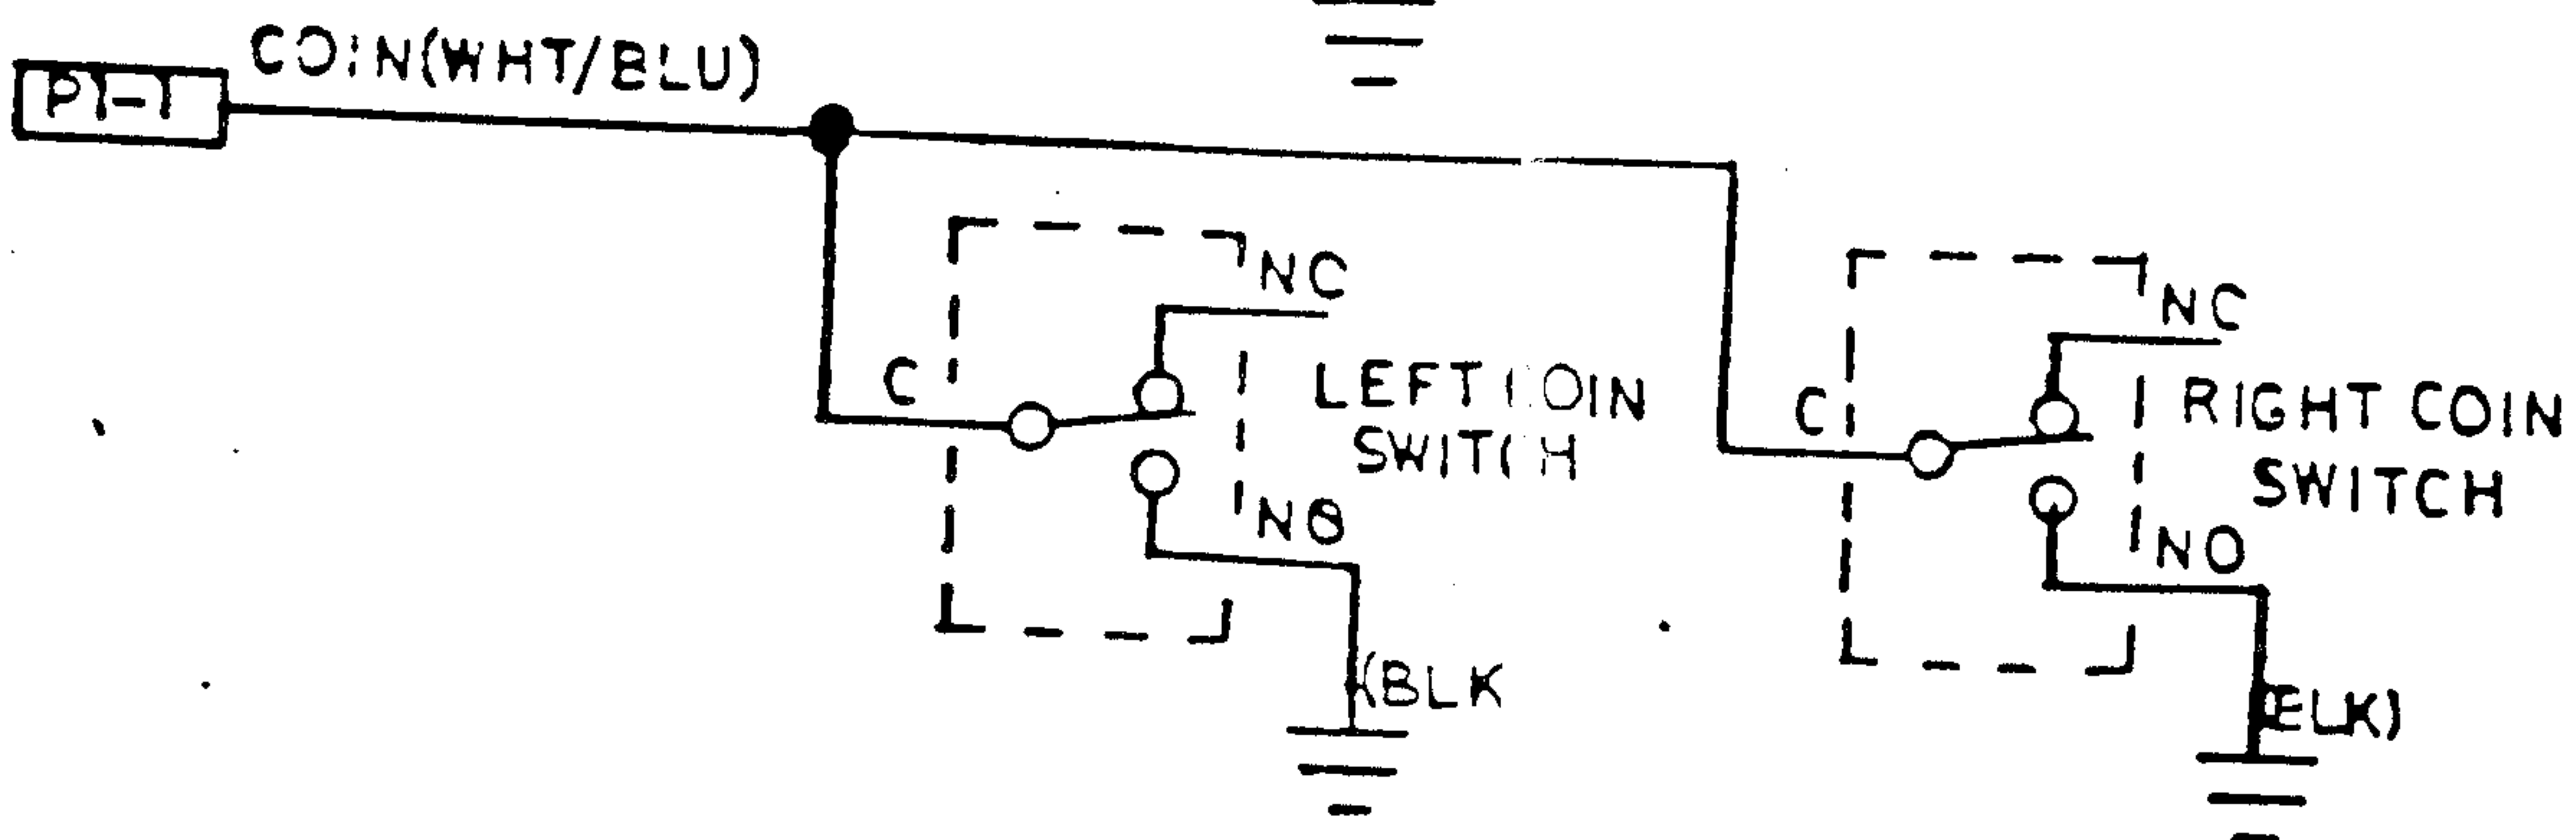 COIN(WHT/BLU)
P1-1
NC
NC
C
LEFT COIN
SWITCH
C
RIGHT COIN
SWITCH
NO
NO
(BLK
(BLK)